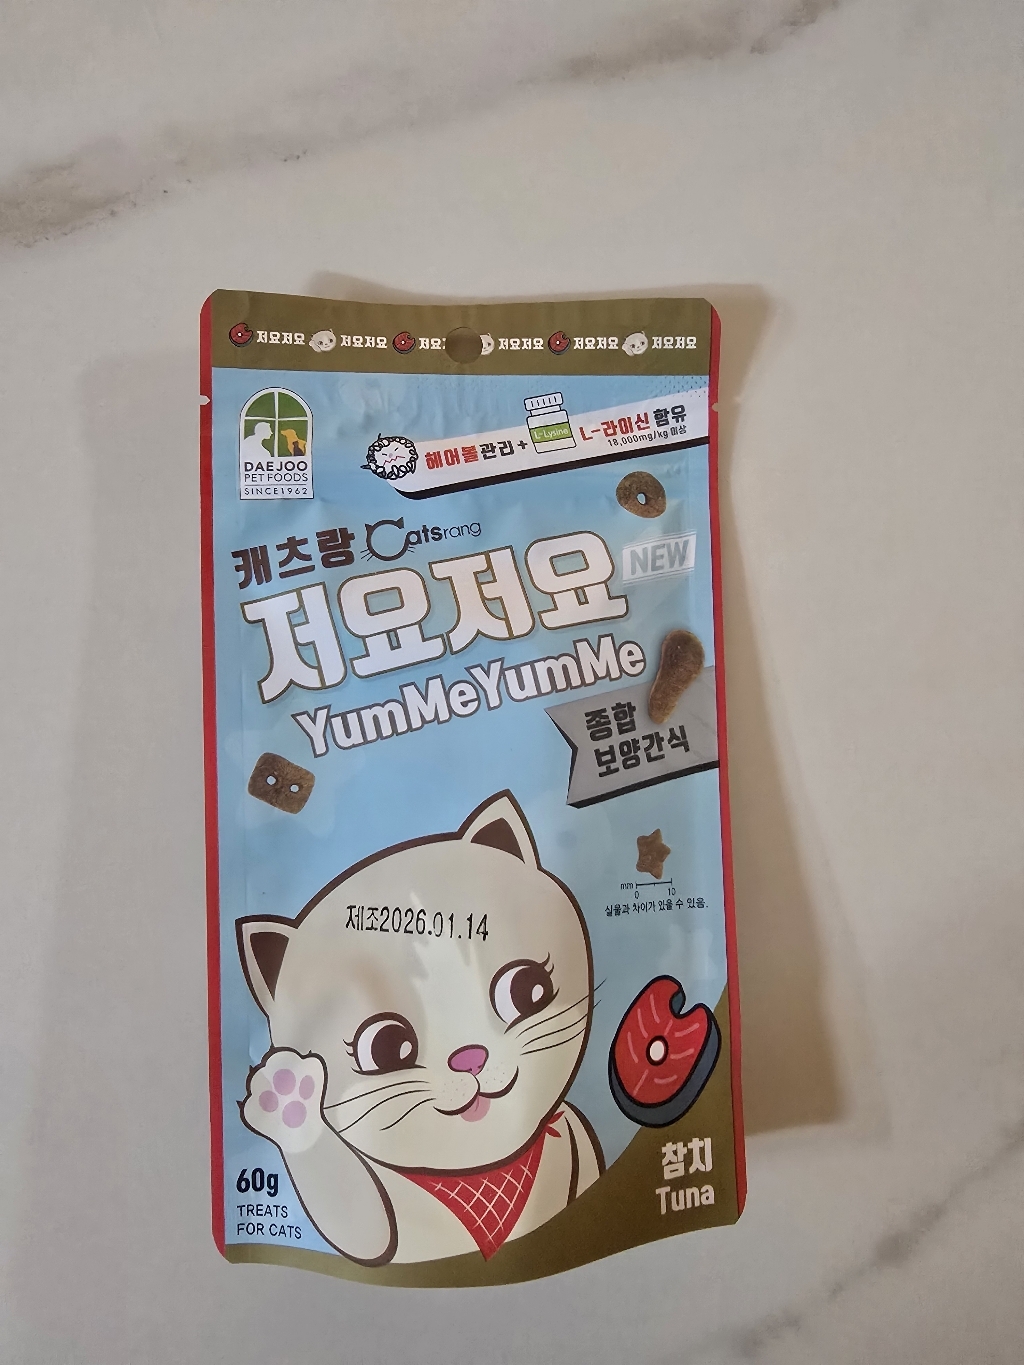 저요저요 저요저요 저요 저요저요 저요저요 저요저요
헤어볼관리 + L-Lysine L-라이신 함유
18,000mg/kg 이상
DAEJOO
PET FOODS
SINCE 1962
캐츠랑 Catsrang
저요저요 NEW
YumMeYumMe
종합
보양간식
mm 0 10
실물과 차이가 있을 수 있음.
제조2026.01.14
60g
TREATS
FOR CATS
참치
Tuna